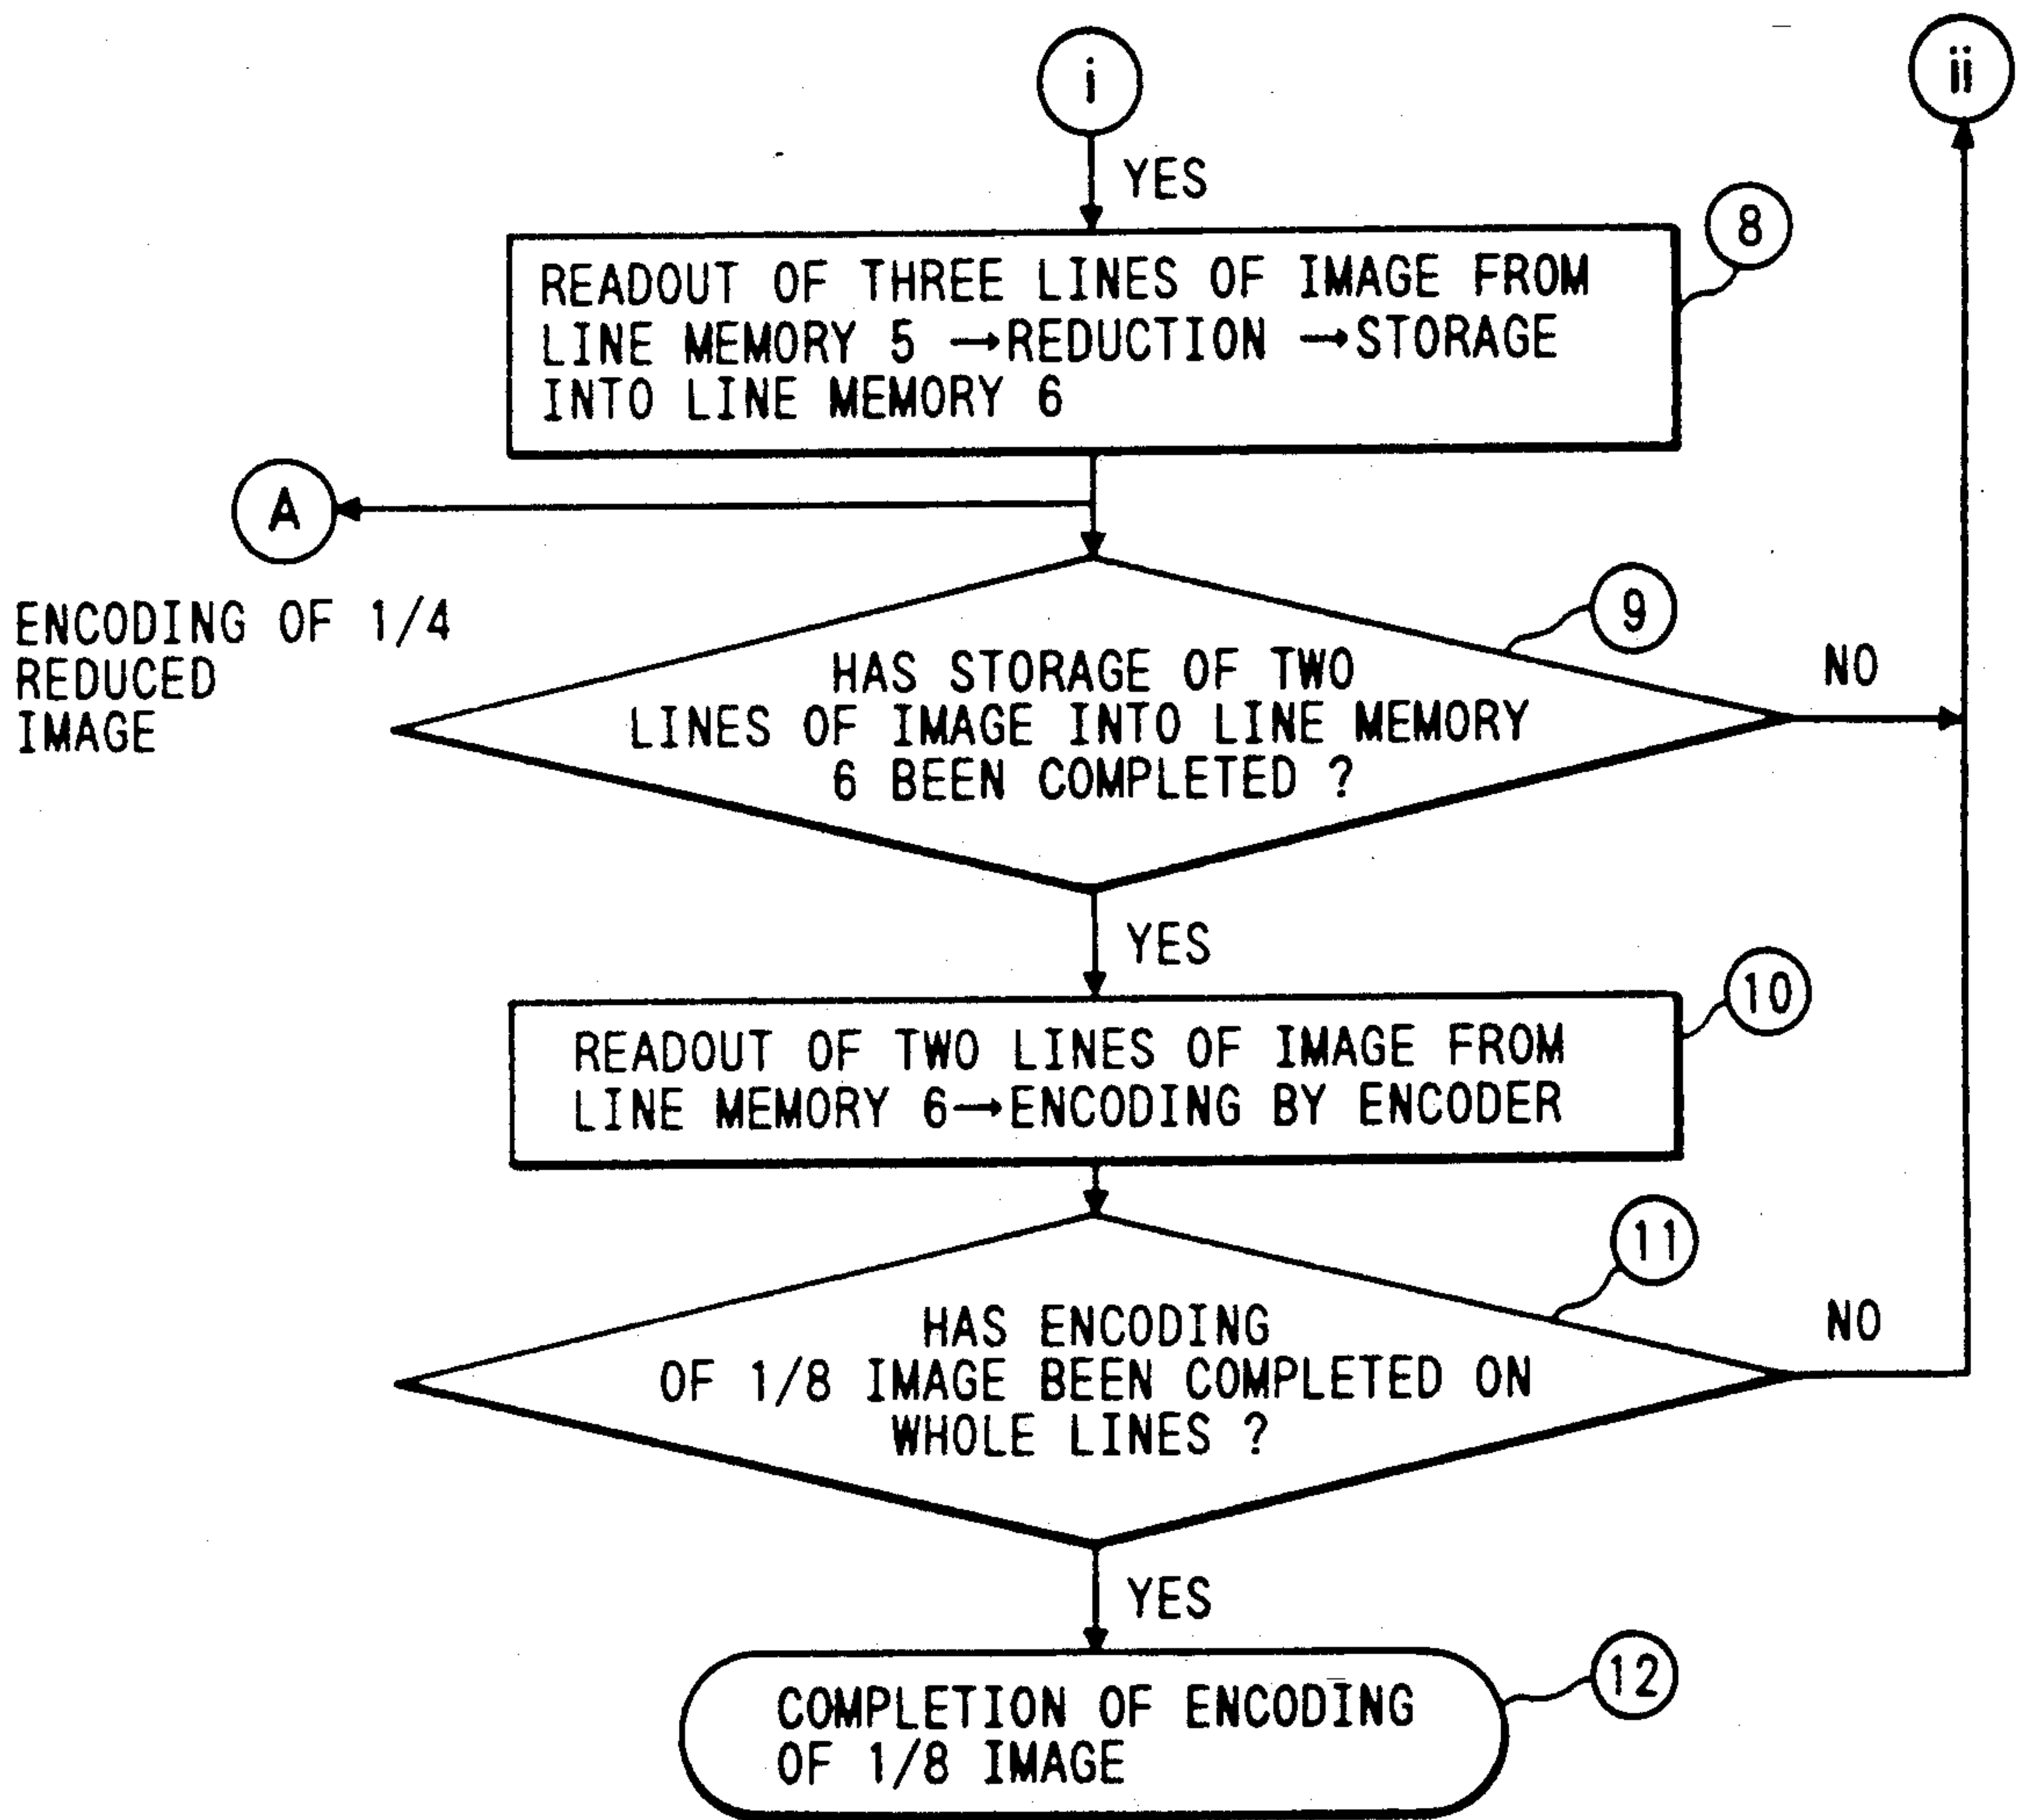 i
ii
YES
8
READOUT OF THREE LINES OF IMAGE FROM
LINE MEMORY 5 →REDUCTION →STORAGE
INTO LINE MEMORY 6
A
ENCODING OF 1/4
REDUCED
IMAGE
9
HAS STORAGE OF TWO
LINES OF IMAGE INTO LINE MEMORY
6 BEEN COMPLETED ?
NO
YES
10
READOUT OF TWO LINES OF IMAGE FROM
LINE MEMORY 6→ENCODING BY ENCODER
11
HAS ENCODING
OF 1/8 IMAGE BEEN COMPLETED ON
WHOLE LINES ?
NO
YES
12
COMPLETION OF ENCODING
OF 1/8 IMAGE